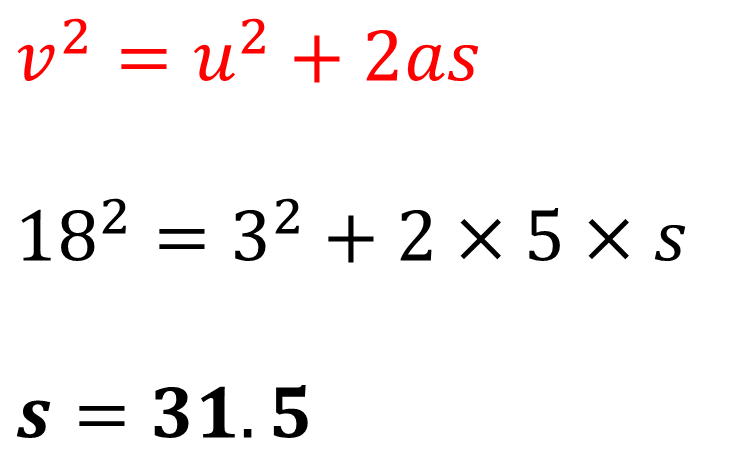 v² = u² + 2as
18² = 3² + 2 × 5 × s
s = 31.5